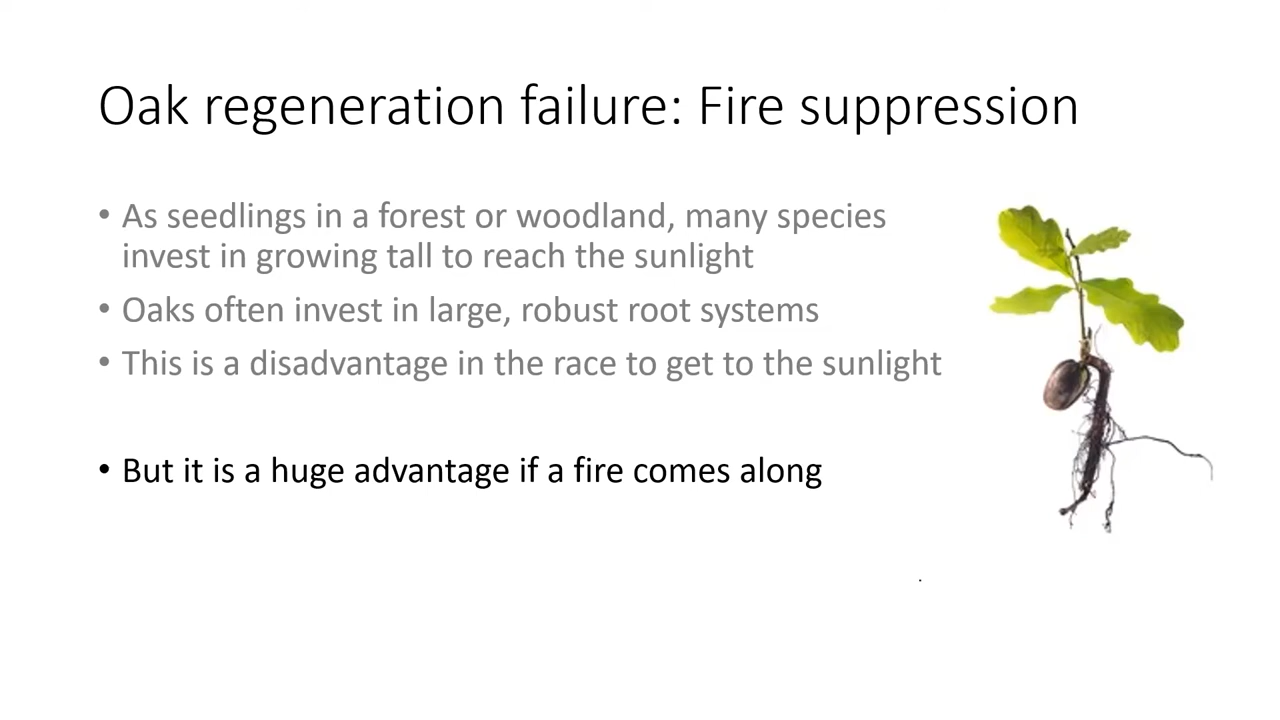 Oak regeneration failure: Fire suppression
• As seedlings in a forest or woodland, many species
invest in growing tall to reach the sunlight
• Oaks often invest in large, robust root systems
• This is a disadvantage in the race to get to the sunlight
• But it is a huge advantage if a fire comes along